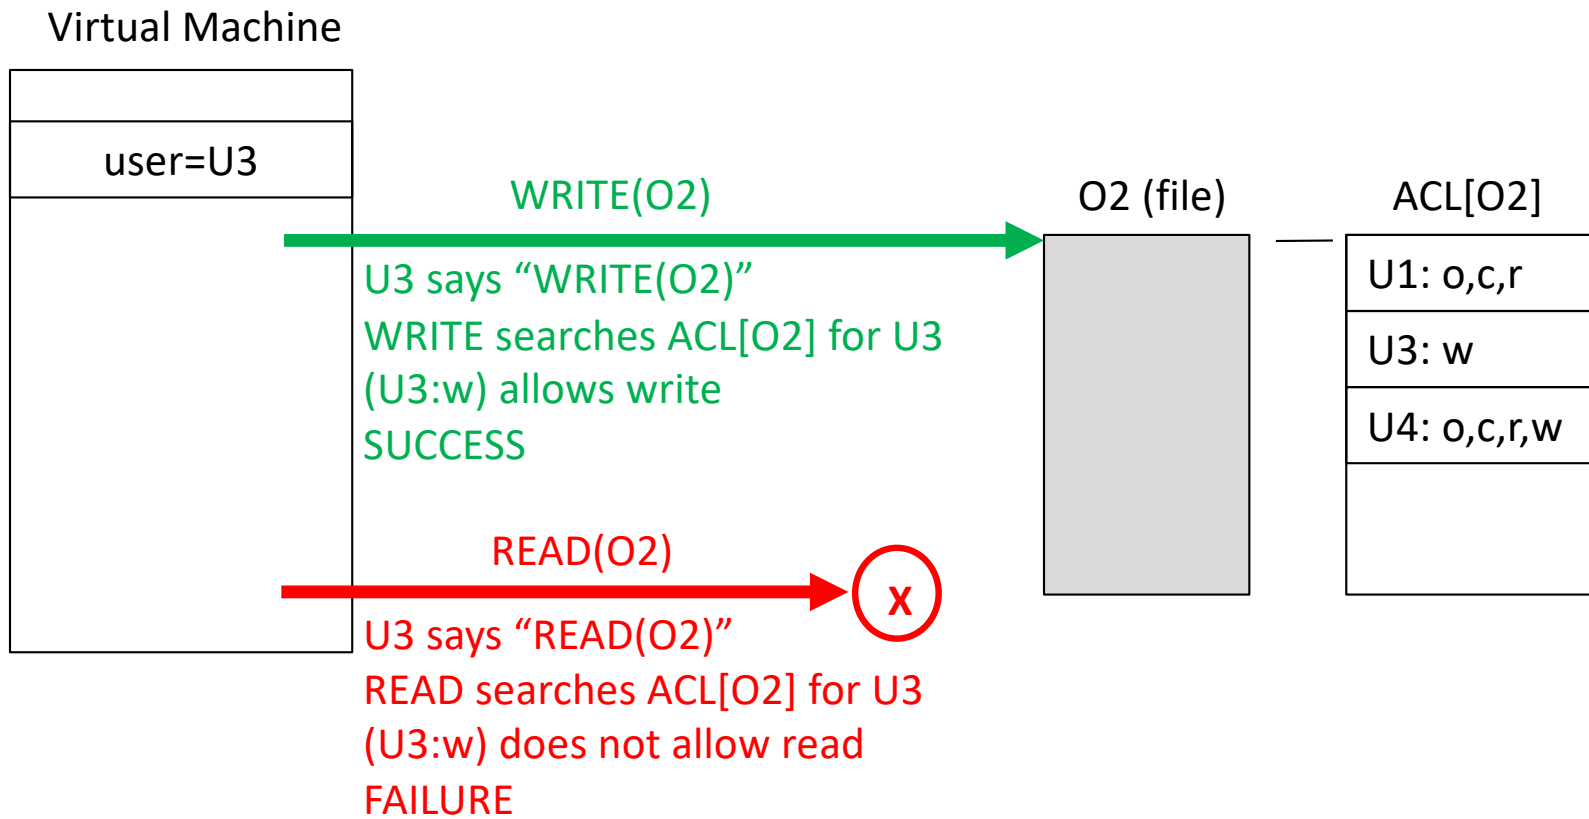 Virtual Machine
user=U3
WRITE(O2)
U3 says “WRITE(O2)”
WRITE searches ACL[O2] for U3
(U3:w) allows write
SUCCESS
READ(O2)
X
U3 says “READ(O2)”
READ searches ACL[O2] for U3
(U3:w) does not allow read
FAILURE
O2 (file)
ACL[O2]
U1: o,c,r
U3: w
U4: o,c,r,w